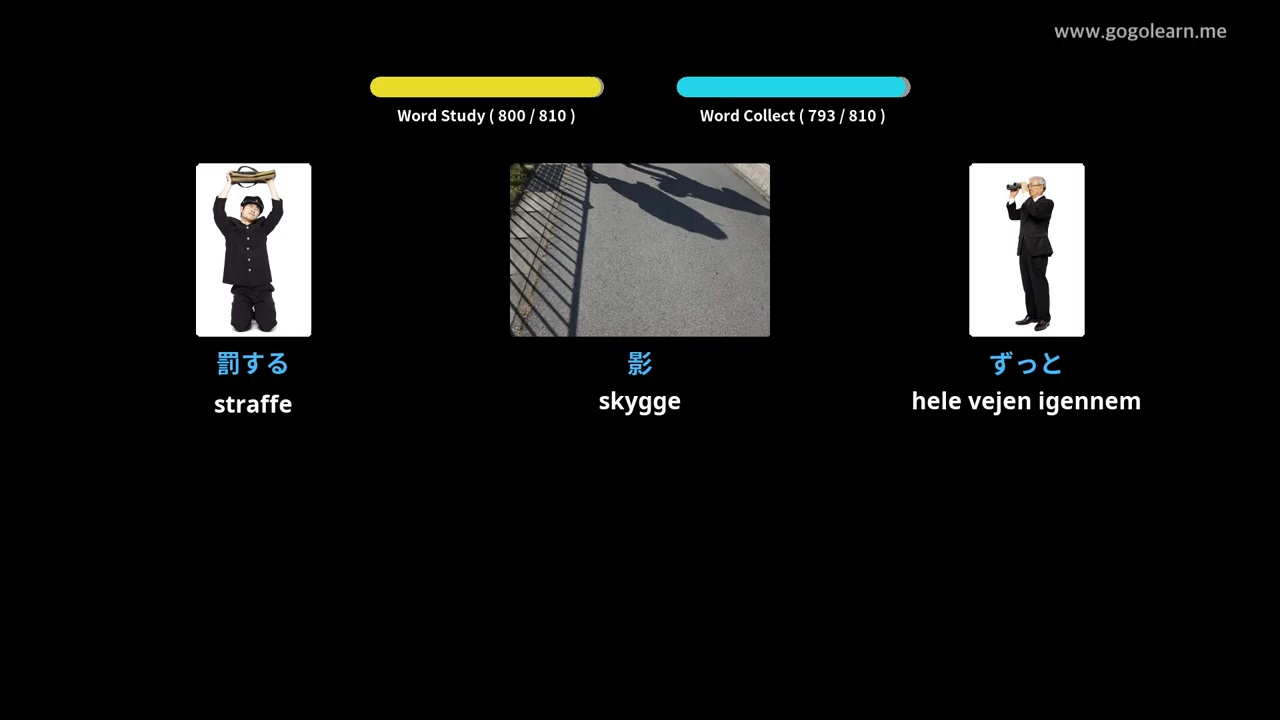 www.gogolearn.me
Word Study ( 800 / 810 )
Word Collect ( 793 / 810 )
罰する
影
ずっと
straffe
skygge
hele vejen igennem